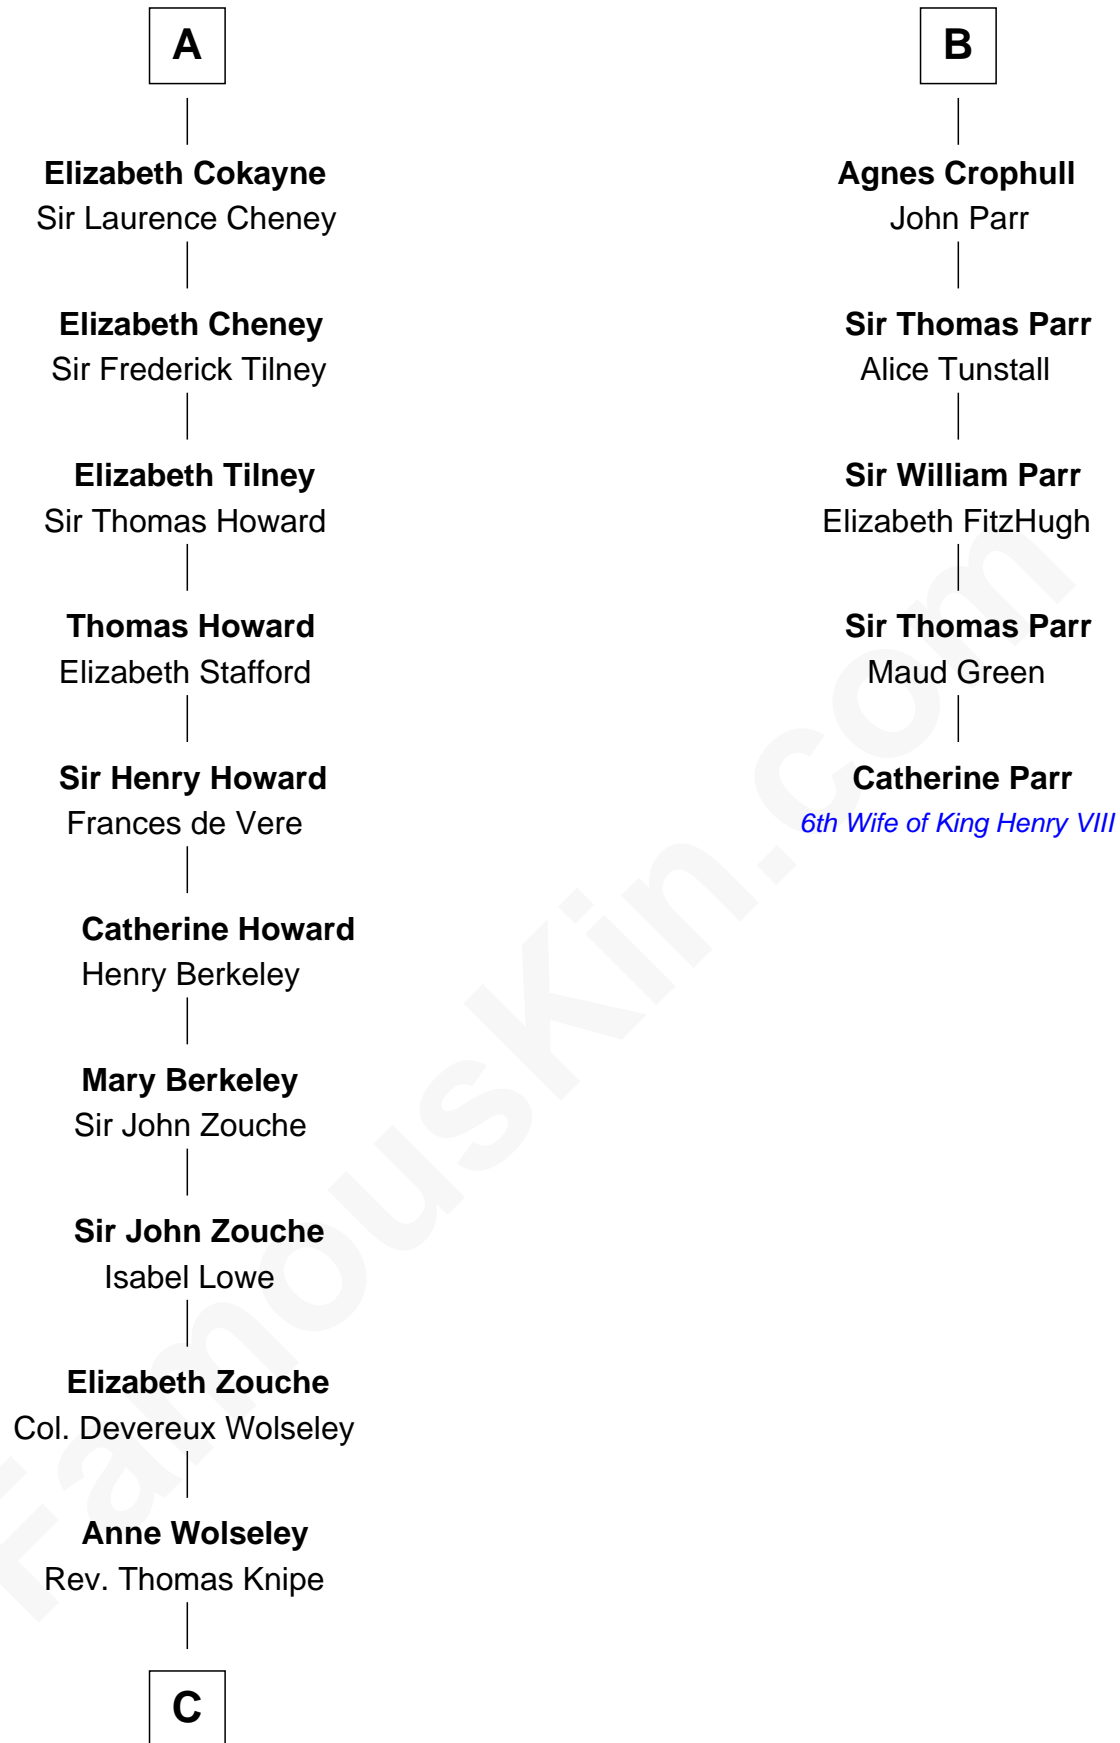 A
Elizabeth Cokayne
Sir Laurence Cheney
Elizabeth Cheney
Sir Frederick Tilney
Elizabeth Tilney
Sir Thomas Howard
Thomas Howard
Elizabeth Stafford
Sir Henry Howard
Frances de Vere
Catherine Howard
Henry Berkeley
Mary Berkeley
Sir John Zouche
Sir John Zouche
Isabel Lowe
Elizabeth Zouche
Col. Devereux Wolseley
Anne Wolseley
Rev. Thomas Knipe
C
B
Agnes Crophull
John Parr
Sir Thomas Parr
Alice Tunstall
Sir William Parr
Elizabeth FitzHugh
Sir Thomas Parr
Maud Green
Catherine Parr
6th Wife of King Henry VIII
FamousKin.com